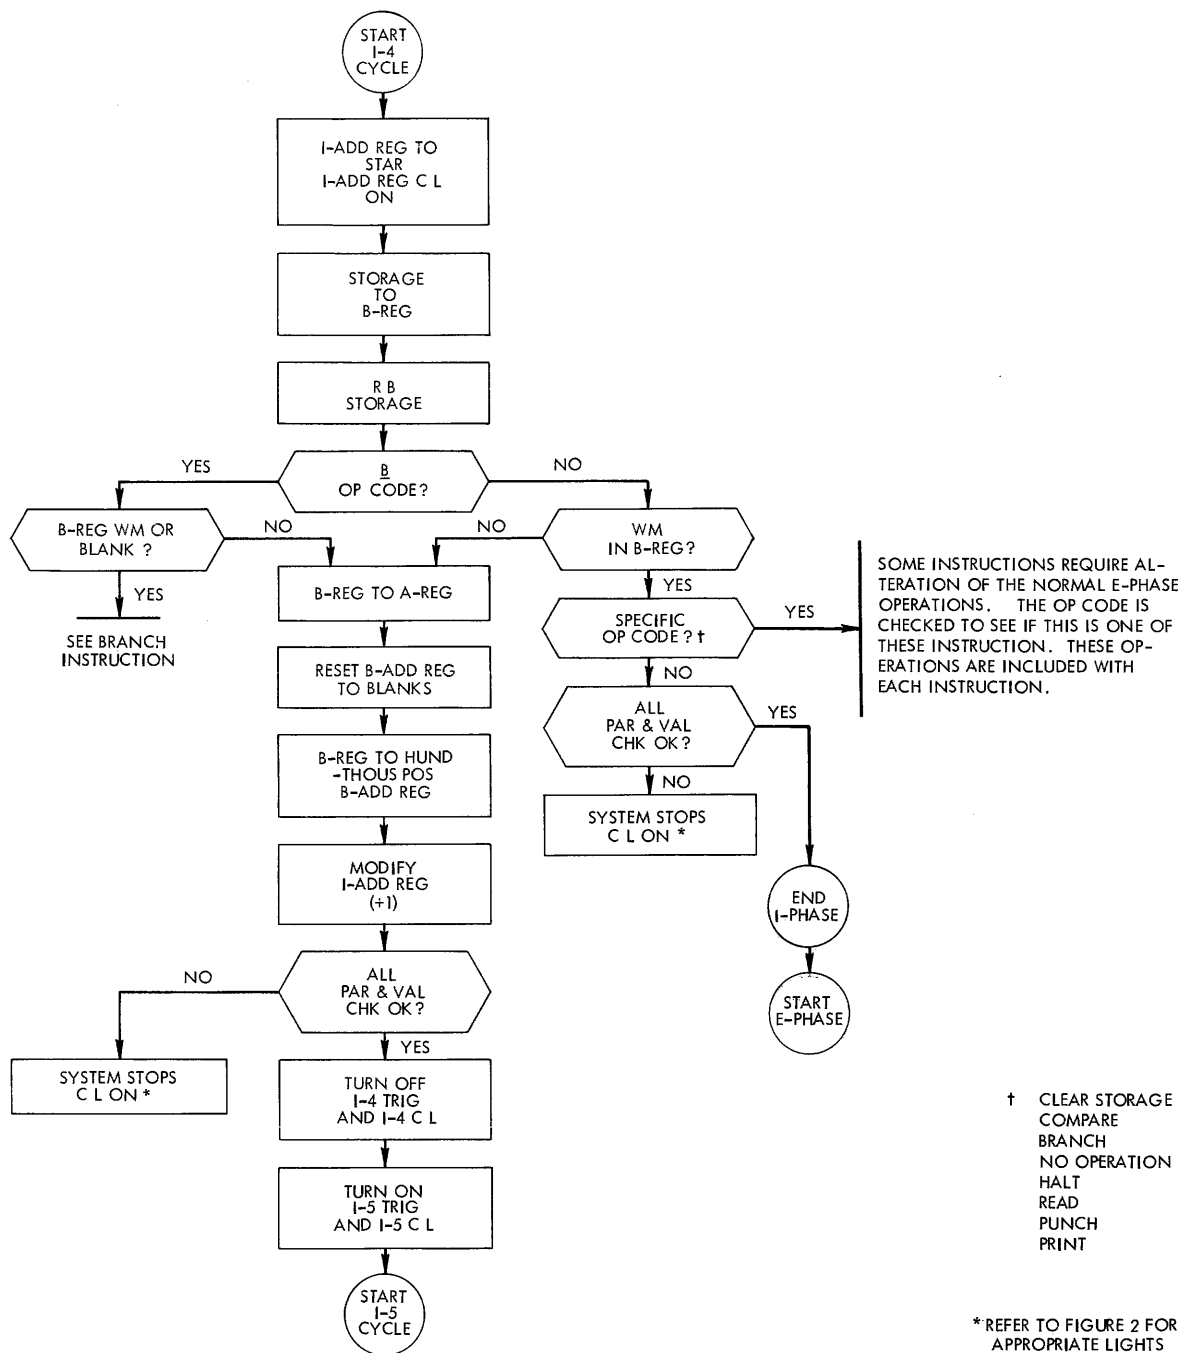 START
I-4
CYCLE
I-ADD REG TO
STAR
I-ADD REG C L
ON
STORAGE
TO
B-REG
R B
STORAGE
B
OP CODE?
YES
NO
B-REG WM OR
BLANK ?
NO
YES
SEE BRANCH
INSTRUCTION
WM
IN B-REG?
NO
YES
B-REG TO A-REG
SPECIFIC
OP CODE?†
YES
NO
SOME INSTRUCTIONS REQUIRE AL-
TERATION OF THE NORMAL E-PHASE
OPERATIONS. THE OP CODE IS
CHECKED TO SEE IF THIS IS ONE OF
THESE INSTRUCTION. THESE OP-
ERATIONS ARE INCLUDED WITH
EACH INSTRUCTION.
RESET B-ADD REG
TO BLANKS
ALL
PAR & VAL
CHK OK?
YES
NO
B-REG TO HUND
-THOUS POS
B-ADD REG
SYSTEM STOPS
C L ON *
MODIFY
I-ADD REG
(+1)
END
I-PHASE
START
E-PHASE
ALL
PAR & VAL
CHK OK?
NO
YES
SYSTEM STOPS
C L ON *
TURN OFF
I-4 TRIG
AND I-4 C L
TURN ON
I-5 TRIG
AND I-5 C L
START
I-5
CYCLE
† CLEAR STORAGE
COMPARE
BRANCH
NO OPERATION
HALT
READ
PUNCH
PRINT
* REFER TO FIGURE 2 FOR
APPROPRIATE LIGHTS